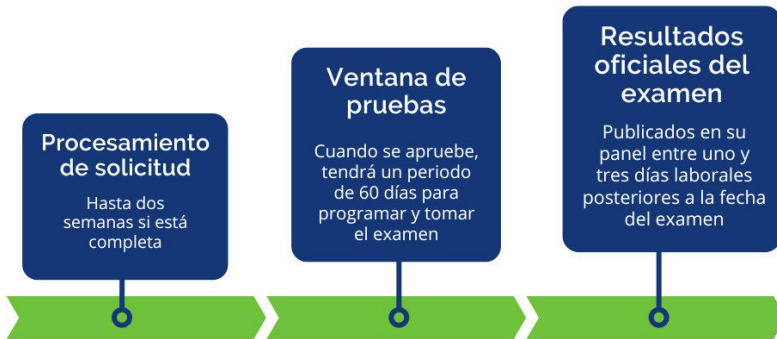 Procesamiento
de solicitud
Hasta dos
semanas si está
completa
Ventana de
pruebas
Cuando se apruebe,
tendrá un periodo
de 60 días para
programar y tomar
el examen
Resultados
oficiales del
examen
Publicados en su
panel entre uno y
tres días laborales
posteriores a la fecha
del examen